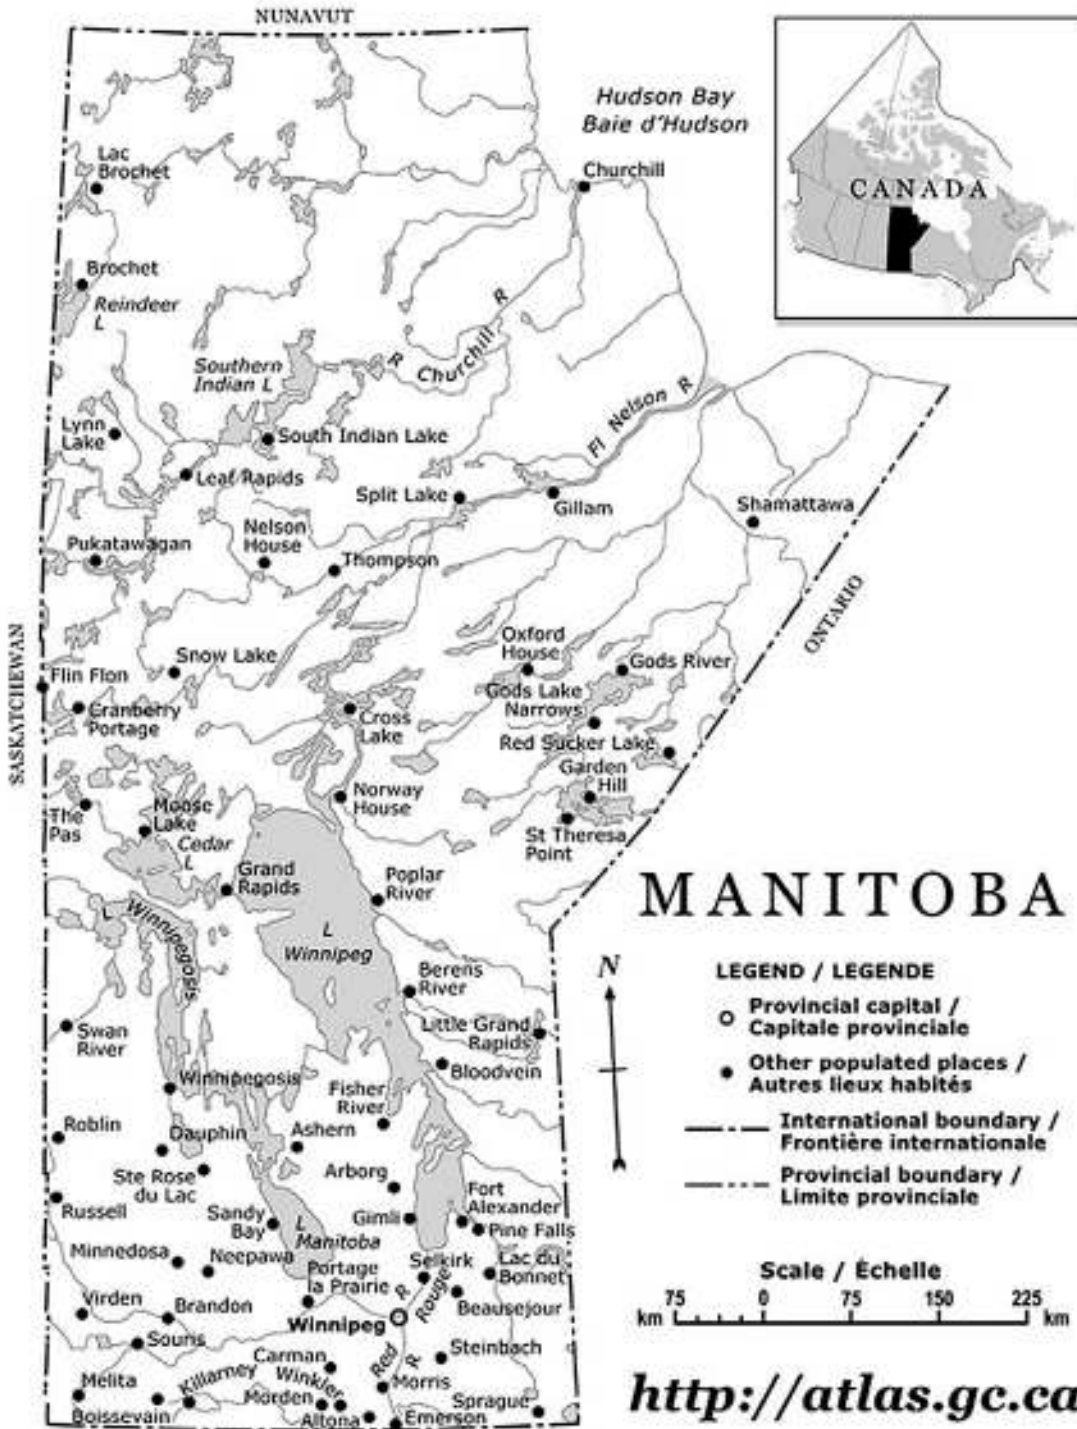 NUNAVUT
Hudson Bay
Baie d'Hudson
CANADA
Lac
Brochet
Churchill
Brochet
Reindeer
L
Southern
Indian L
R Churchill R
Fl Nelson R
Lynn
Lake
South Indian Lake
Leaf Rapids
Split Lake
Gillam
Shamattawa
Nelson
House
Pukatawagan
Thompson
ONTARIO
SASKATCHEWAN
Oxford
House
Snow Lake
Gods River
Flin Flon
Gods Lake
Narrows
Cranberry
Portage
Cross
Lake
Red Sucker Lake
Garden
Hill
Norway
House
The
Pas
Moose
Lake
St Theresa
Point
Cedar
L
Grand
Rapids
Poplar
River
MANITOBA
L Winnipegosis
L
Winnipeg
Berens
River
Swan
River
Little Grand
Rapids
Bloodvein
Winnipegosis
Fisher
River
Roblin
Dauphin
Ashern
Ste Rose
du Lac
Arborg
Fort
Alexander
Russell
Sandy
Bay
L
Manitoba
Gimli
Pine Falls
Minnedosa
Neepawa
Selkirk
Lac du
Bonnet
Portage
la Prairie
R Rouge
Virden
Brandon
Beausejour
Winnipeg
Souris
Steinbach
Red R
Carman
Winkler
Melita
Killarney
Morden
Morris
Sprague
Boissevain
Altona
Emerson
N
LEGEND / LEGENDE
Provincial capital /
Capitale provinciale
Other populated places /
Autres lieux habités
International boundary /
Frontière internationale
Provincial boundary /
Limite provinciale
Scale / Échelle
75 0 75 150 225
km km
http://atlas.gc.ca